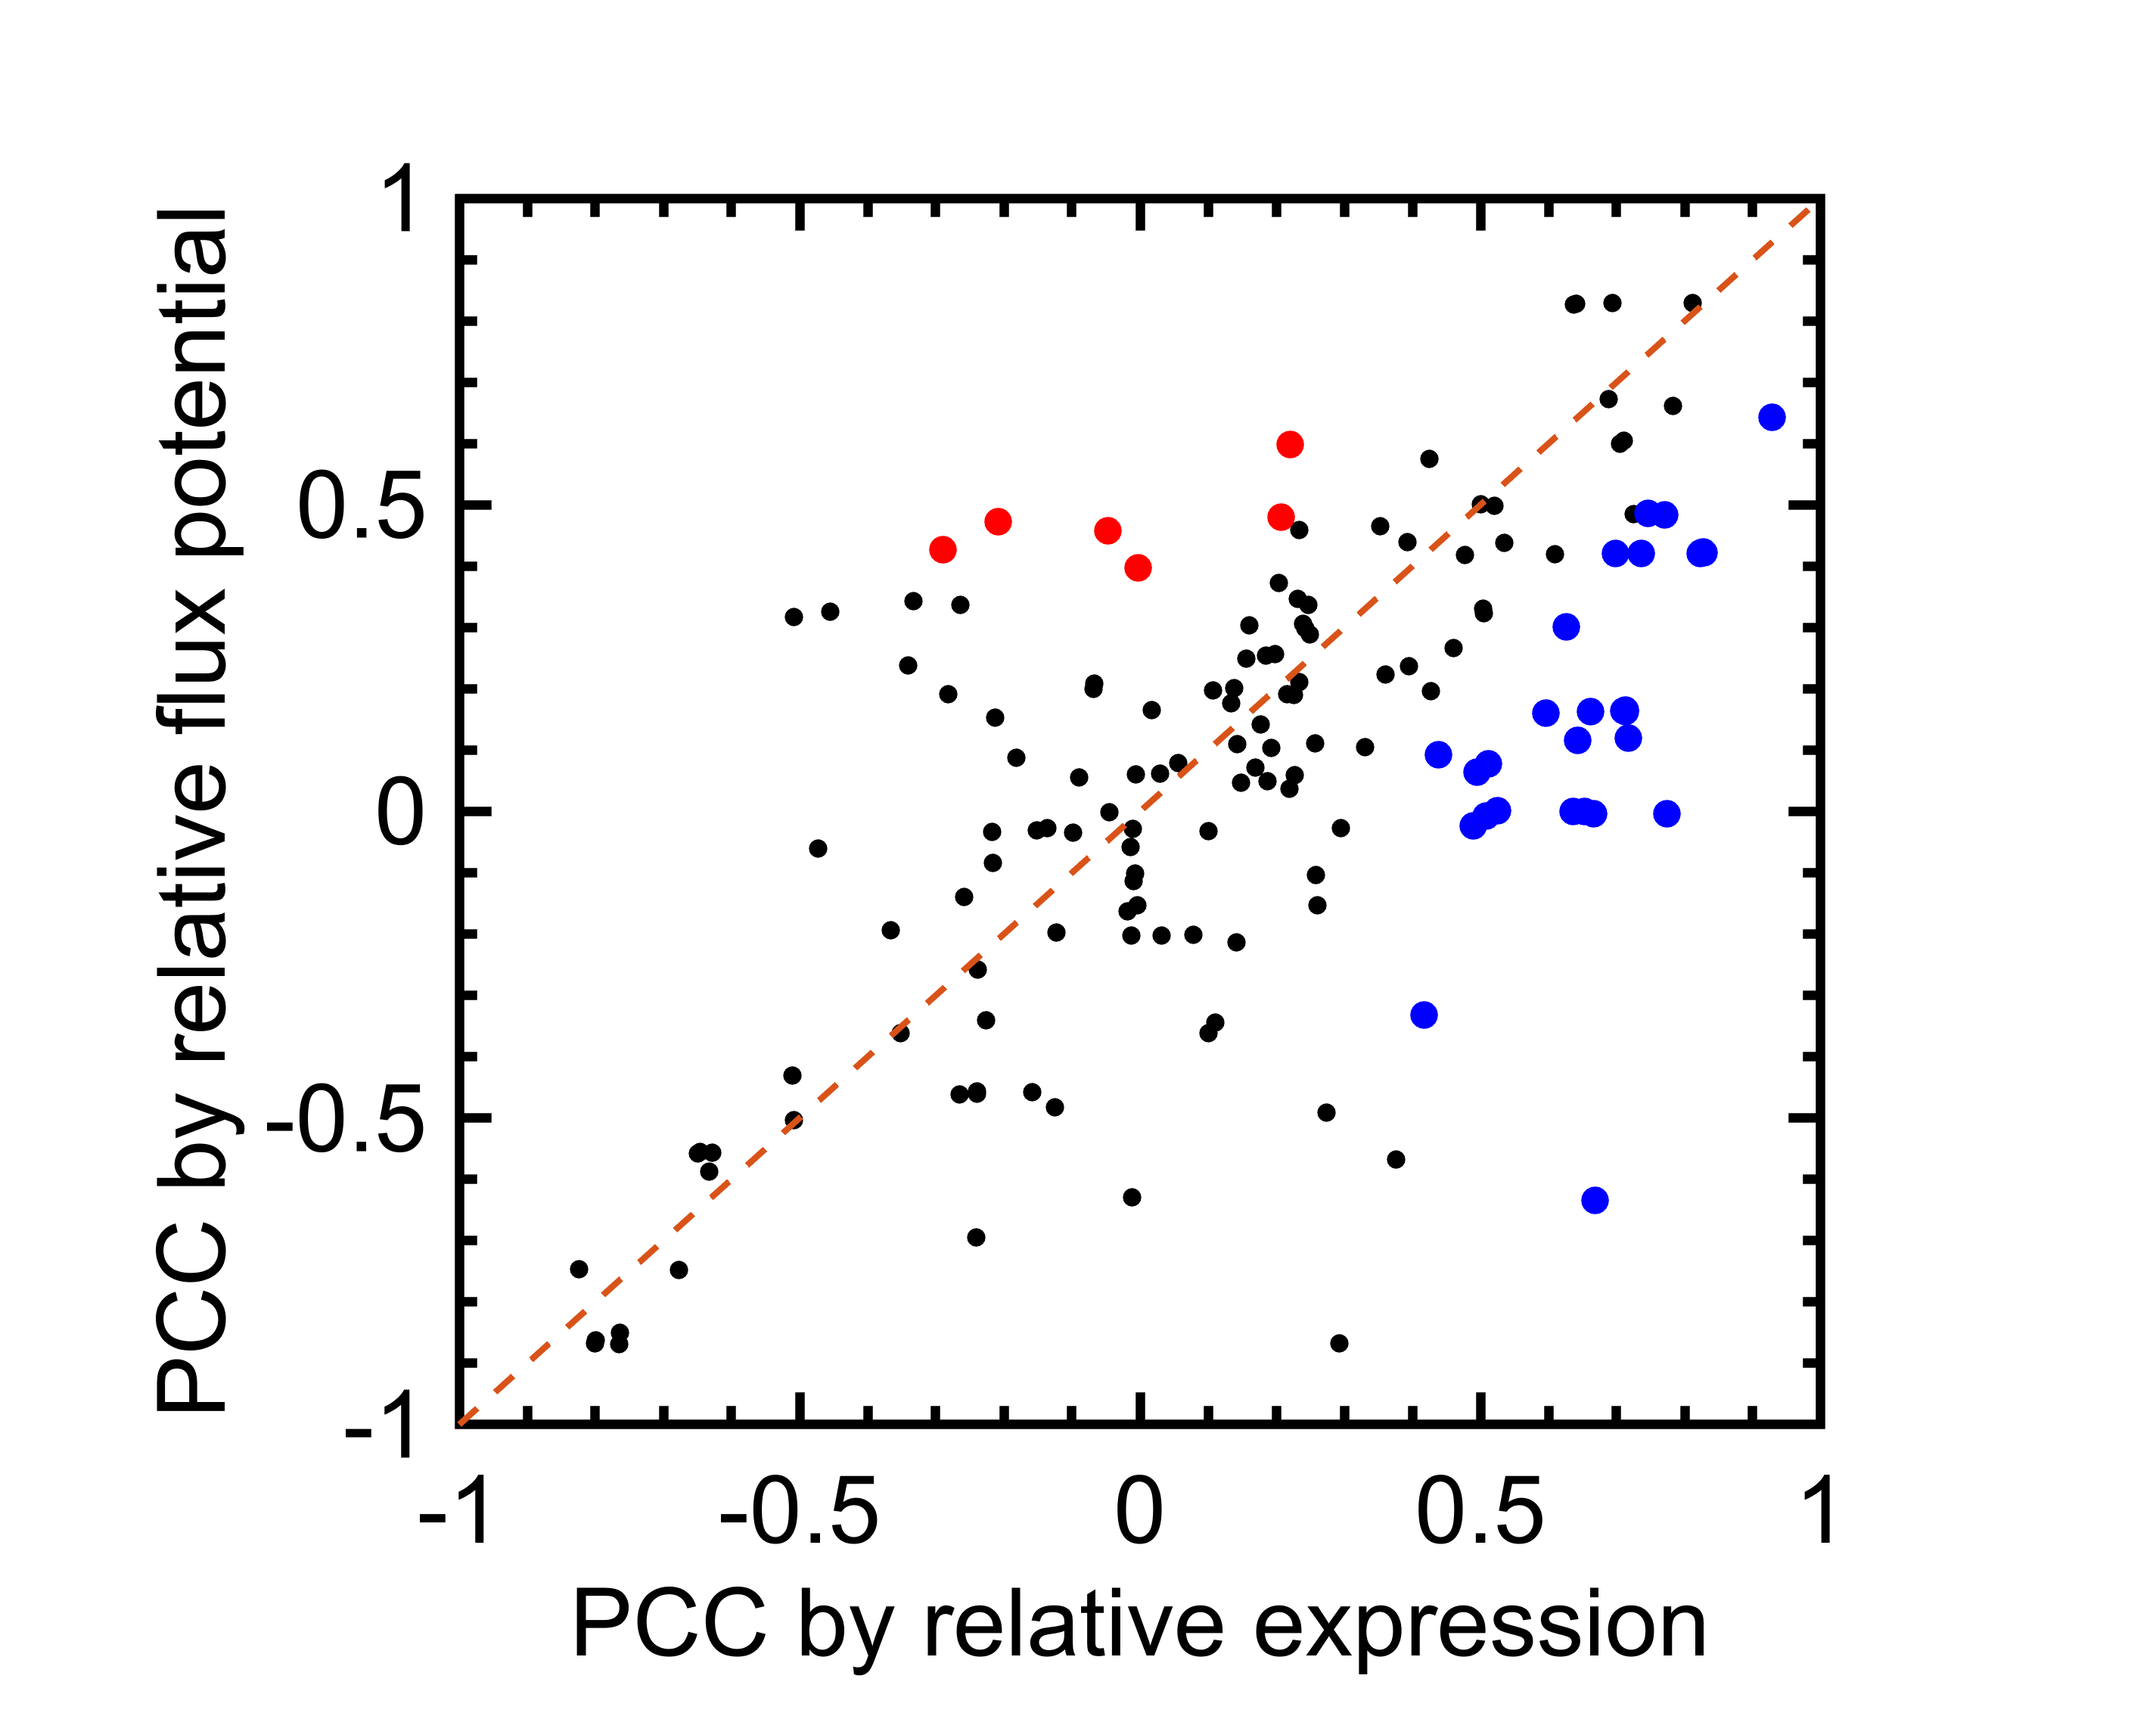 PCC by relative flux potential
1
0.5
0
-0.5
-1
-1 -0.5 0 0.5 1
PCC by relative expression